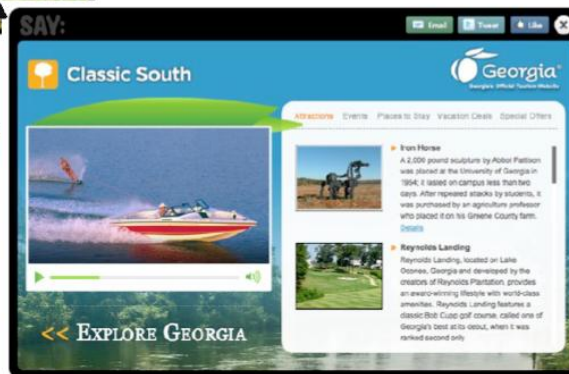 SAY:
Email Tweet Like X
Classic South
Georgia
Georgia's Official Tourism Website
Attractions Events Places to Stay Vacation Deals Special Offers
Iron Horse
A 2,000 pound sculpture by Abbot Pattison
was placed at the University of Georgia in
1954; it lasted on campus less than two
days. After repeated attacks by students, it
was purchased by an agriculture professor
who placed it on his Greene County farm.
Details
Reynolds Landing
Reynolds Landing, located on Lake
Oconee, Georgia and developed by the
creators of Reynolds Plantation, provides
an award-winning lifestyle with world-class
amenities. Reynolds Landing features a
classic Bob Cupp golf course, called one of
Georgia's best at its debut, when it was
ranked second only
<< EXPLORE GEORGIA